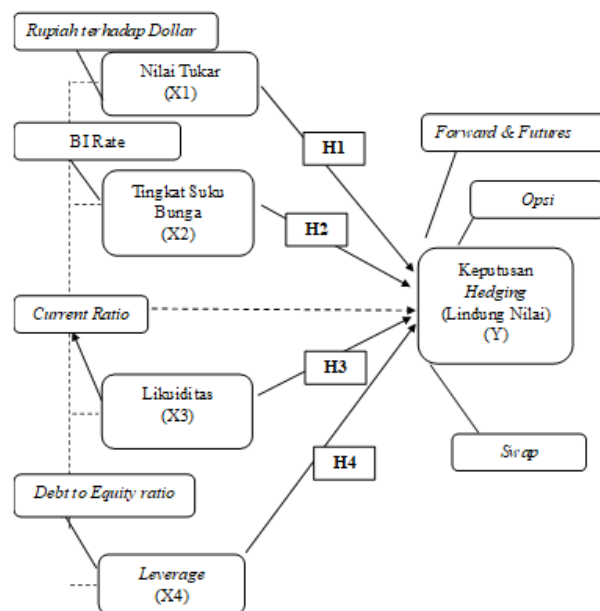 Rupiah terhadap Dollar
Nilai Tukar
(X1)
H1
Forward & Futures
BI Rate
Tingkat Suku
Bunga
(X2)
H2
Opsi
Keputusan
Hedging
(Lindung Nilai)
(Y)
Current Ratio
H3
Likuiditas
(X3)
H4
Swap
Debt to Equity ratio
Leverage
(X4)